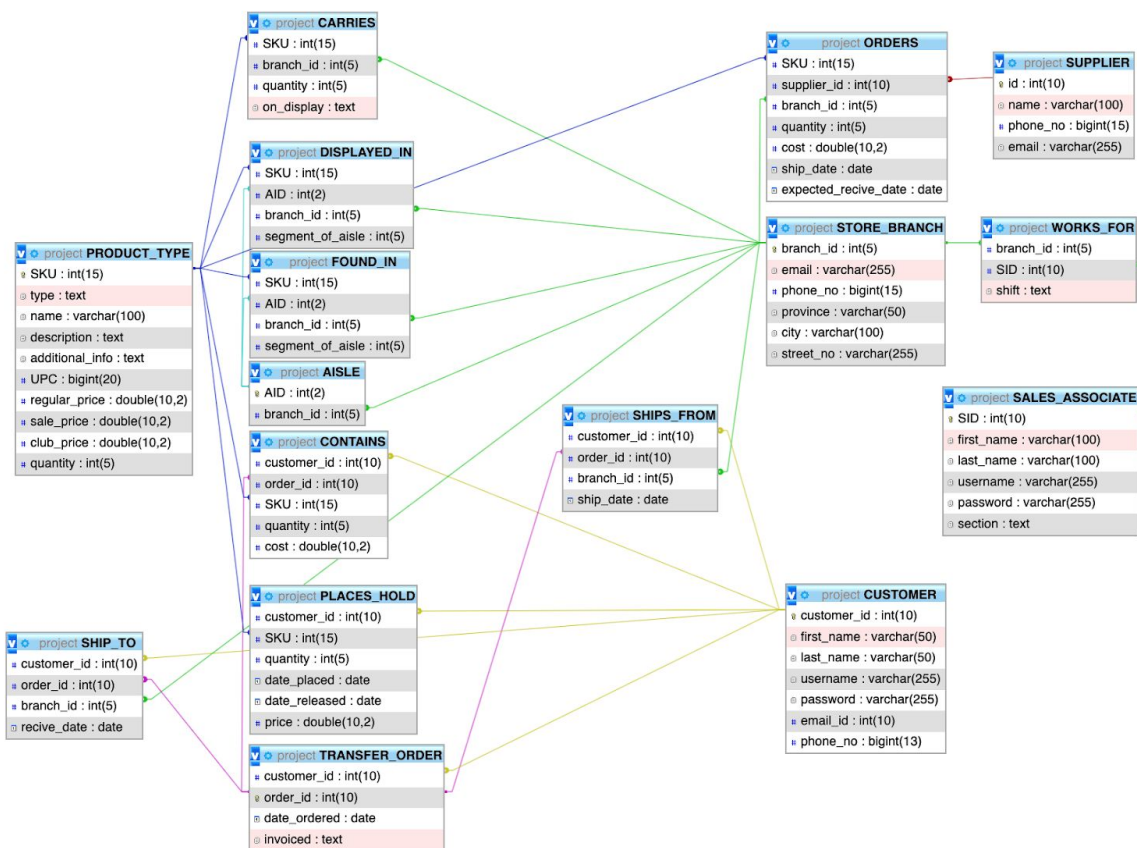 project CARRIES
SKU : int(15)
branch_id : int(5)
quantity : int(5)
on_display : text
project DISPLAYED_IN
SKU : int(15)
AID : int(2)
branch_id : int(5)
segment_of_aisle : int(5)
project FOUND_IN
SKU : int(15)
AID : int(2)
branch_id : int(5)
segment_of_aisle : int(5)
project AISLE
AID : int(2)
branch_id : int(5)
project PRODUCT_TYPE
SKU : int(15)
type : text
name : varchar(100)
description : text
additional_info : text
UPC : bigint(20)
regular_price : double(10,2)
sale_price : double(10,2)
club_price : double(10,2)
quantity : int(5)
project CONTAINS
customer_id : int(10)
order_id : int(10)
SKU : int(15)
quantity : int(5)
cost : double(10,2)
project PLACES_HOLD
customer_id : int(10)
SKU : int(15)
quantity : int(5)
date_placed : date
date_released : date
price : double(10,2)
project SHIP_TO
customer_id : int(10)
order_id : int(10)
branch_id : int(5)
recive_date : date
project TRANSFER_ORDER
customer_id : int(10)
order_id : int(10)
date_ordered : date
invoiced : text
project SHIPS_FROM
customer_id : int(10)
order_id : int(10)
branch_id : int(5)
ship_date : date
project ORDERS
SKU : int(15)
supplier_id : int(10)
branch_id : int(5)
quantity : int(5)
cost : double(10,2)
ship_date : date
expected_recive_date : date
project SUPPLIER
id : int(10)
name : varchar(100)
phone_no : bigint(15)
email : varchar(255)
project STORE_BRANCH
branch_id : int(5)
email : varchar(255)
phone_no : bigint(15)
province : varchar(50)
city : varchar(100)
street_no : varchar(255)
project WORKS_FOR
branch_id : int(5)
SID : int(10)
shift : text
project SALES_ASSOCIATE
SID : int(10)
first_name : varchar(100)
last_name : varchar(100)
username : varchar(255)
password : varchar(255)
section : text
project CUSTOMER
customer_id : int(10)
first_name : varchar(50)
last_name : varchar(50)
username : varchar(255)
password : varchar(255)
email_id : int(10)
phone_no : bigint(13)